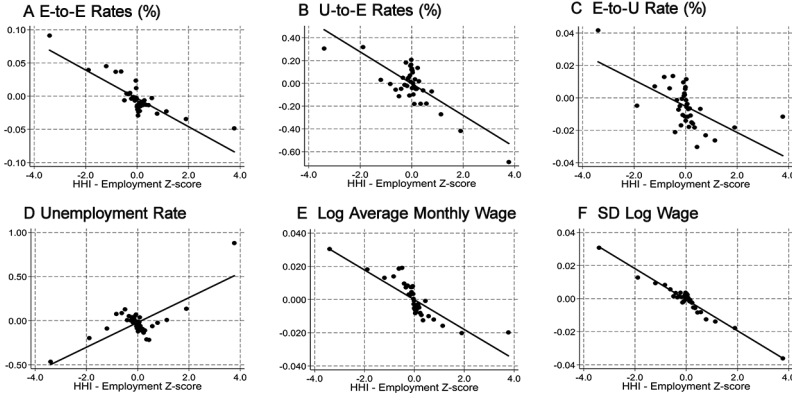 A E-to-E Rates (%)
0.10
0.05
0.00
-0.05
-0.10
-4.0 -2.0 0.0 2.0 4.0
HHI - Employment Z-score
B U-to-E Rates (%)
0.40
0.20
0.00
-0.20
-0.40
-0.60
-4.0 -2.0 0.0 2.0 4.0
HHI - Employment Z-score
C E-to-U Rate (%)
0.04
0.02
0.00
-0.02
-0.04
-4.0 -2.0 0.0 2.0 4.0
HHI - Employment Z-score
D Unemployment Rate
1.00
0.50
0.00
-0.50
-4.0 -2.0 0.0 2.0 4.0
HHI - Employment Z-score
E Log Average Monthly Wage
0.040
0.020
0.000
-0.020
-0.040
-4.0 -2.0 0.0 2.0 4.0
HHI - Employment Z-score
F SD Log Wage
0.04
0.02
0.00
-0.02
-0.04
-4.0 -2.0 0.0 2.0 4.0
HHI - Employment Z-score